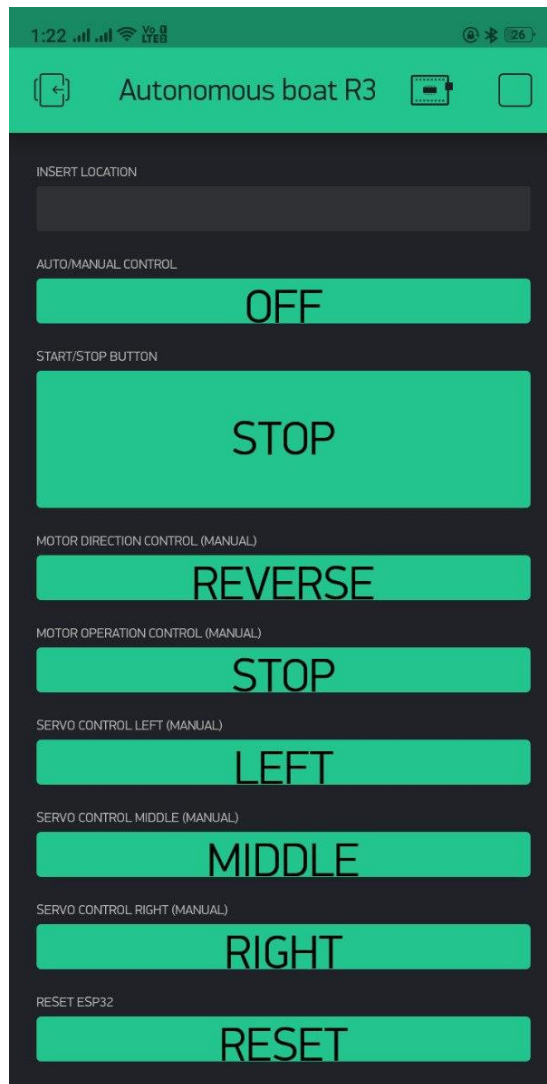 1:22 Vo LTE 26
Autonomous boat R3
INSERT LOCATION
AUTO/MANUAL CONTROL
OFF
START/STOP BUTTON
STOP
MOTOR DIRECTION CONTROL (MANUAL)
REVERSE
MOTOR OPERATION CONTROL (MANUAL)
STOP
SERVO CONTROL LEFT (MANUAL)
LEFT
SERVO CONTROL MIDDLE (MANUAL)
MIDDLE
SERVO CONTROL RIGHT (MANUAL)
RIGHT
RESET ESP32
RESET